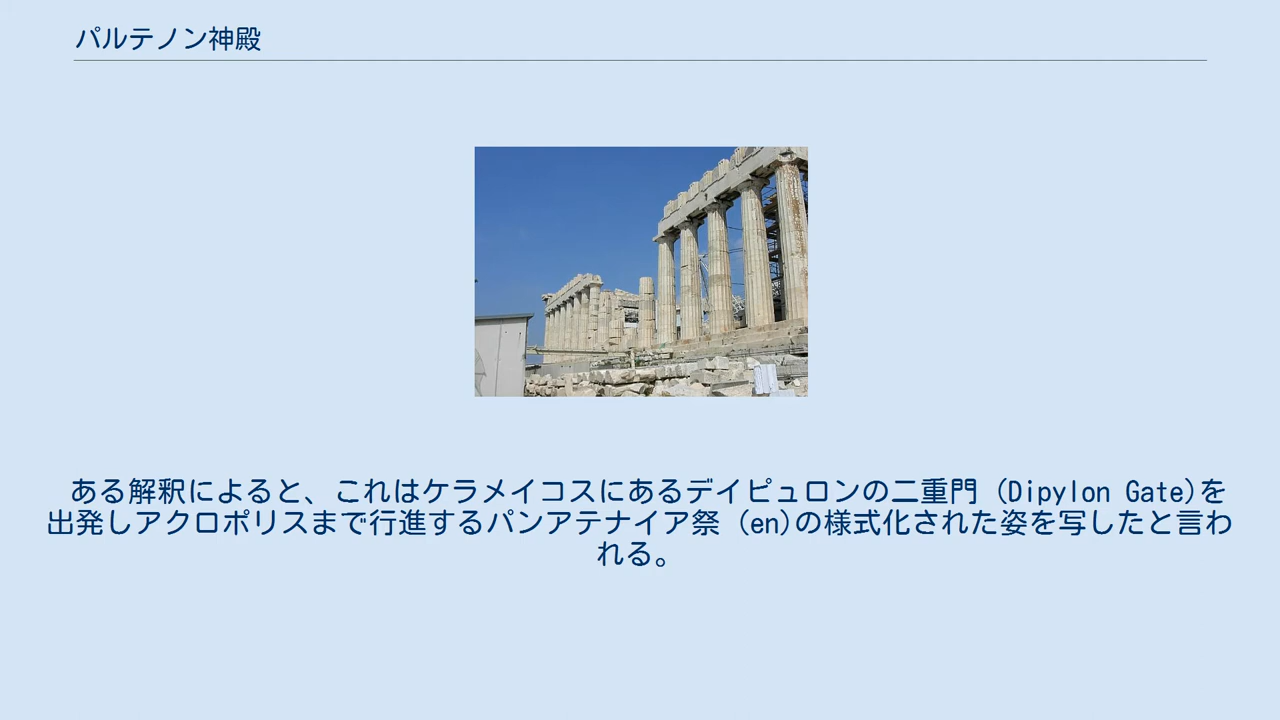 パルテノン神殿
ある解釈によると、これはケラメイコスにあるデイピュロンの二重門 (Dipylon Gate)を
出発しアクロポリスまで行進するパンアテナイア祭 (en)の様式化された姿を写したと言わ
れる。